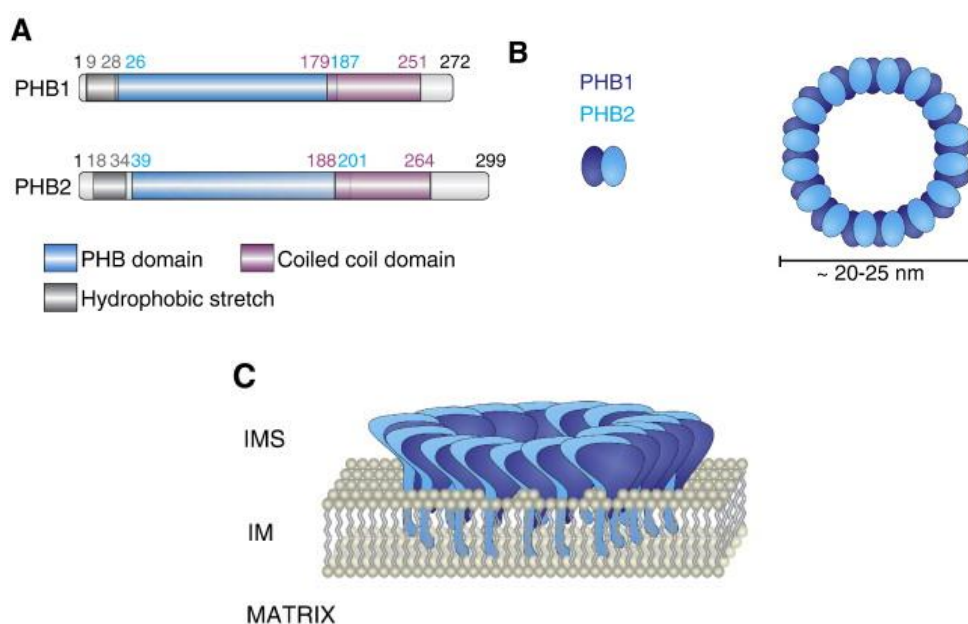 A
1 9 28 26 179 187 251 272
PHB1
1 18 34 39 188 201 264 299
PHB2
PHB domain
Coiled coil domain
Hydrophobic stretch
B
PHB1
PHB2
~ 20-25 nm
C
IMS
IM
MATRIX